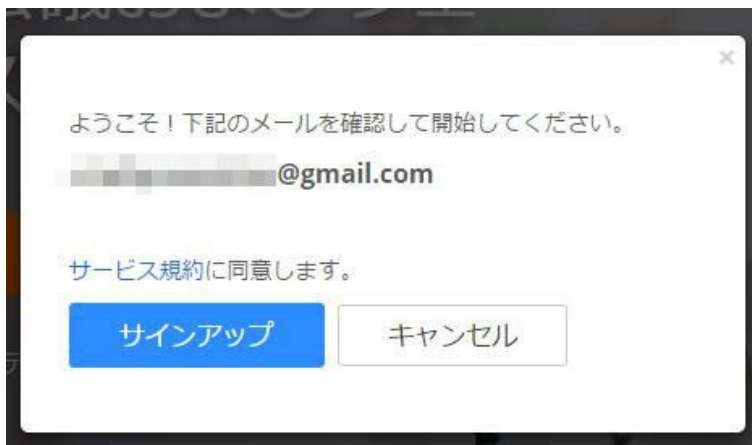 ×
ようこそ！下記のメールを確認して開始してください。
@gmail.com
サービス規約に同意します。
サインアップ
キャンセル